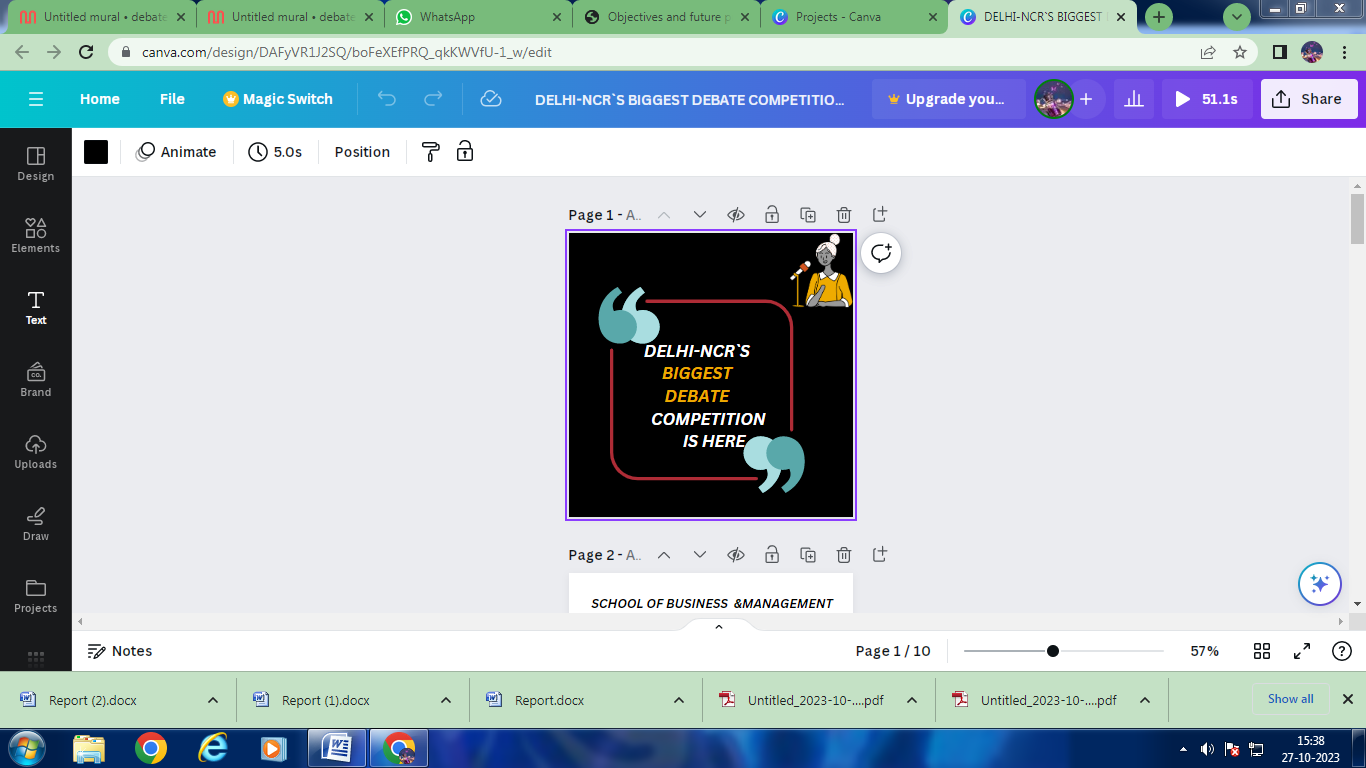 Untitled mural • debate
Untitled mural • debate
WhatsApp
Objectives and future p
Projects - Canva
DELHI-NCR`S BIGGEST
canva.com/design/DAFyVR1J2SQ/boFeXEfPRQ_qkKWVfU-1_w/edit
Home
File
Magic Switch
DELHI-NCR`S BIGGEST DEBATE COMPETITIO...
Upgrade you...
51.1s
Share
Animate
5.0s
Position
Design
Elements
Text
Brand
Uploads
Draw
Projects
CO.
Page 1 - A..
DELHI-NCR`S
BIGGEST
DEBATE
COMPETITION
IS HERE
Page 2 - A..
SCHOOL OF BUSINESS &MANAGEMENT
Notes
Page 1 / 10
57%
Report (2).docx
Report (1).docx
Report.docx
Untitled_2023-10-....pdf
Untitled_2023-10-....pdf
Show all
15:38
27-10-2023